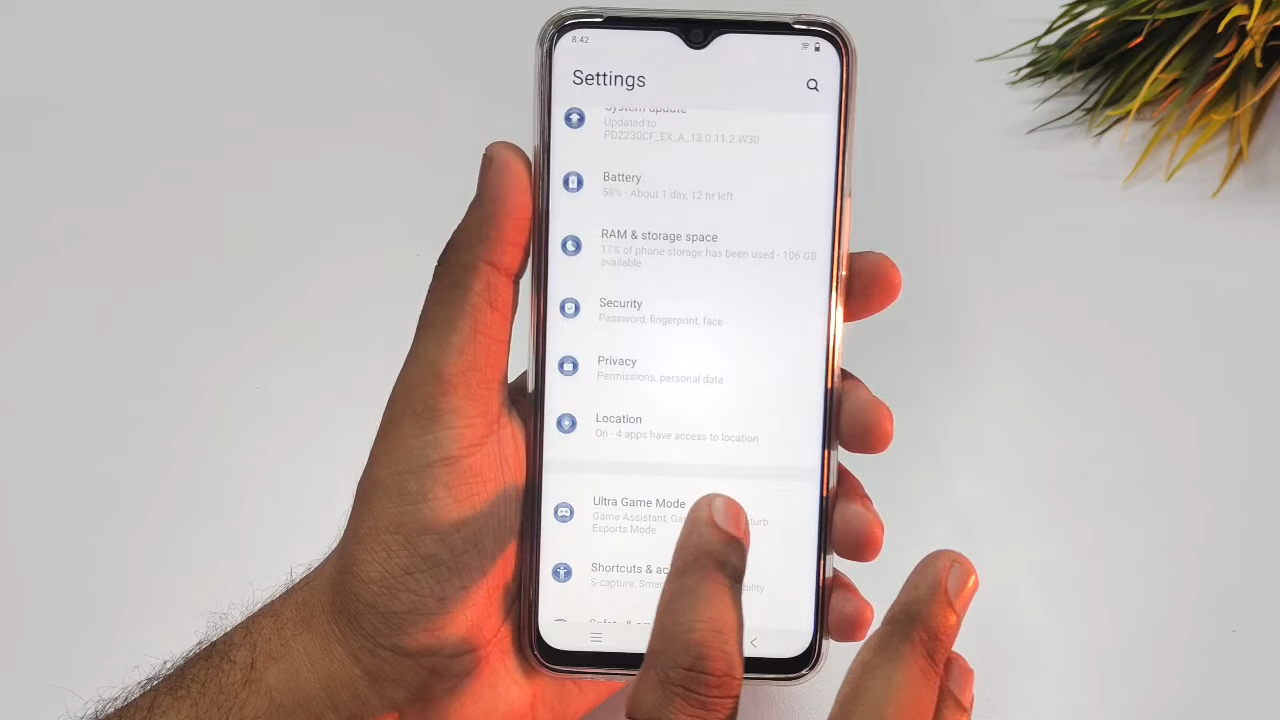 8:42
Settings
System update
Updated to
PD2230CF_EX_A_13.0.11.2.W30
Battery
58% - About 1 day, 12 hr left
RAM & storage space
17% of phone storage has been used - 106 GB
available
Security
Password, fingerprint, face
Privacy
Permissions, personal data
Location
On - 4 apps have access to location
Ultra Game Mode
Game Assistant,
Esports Mode
Shortcuts &
S-capture,